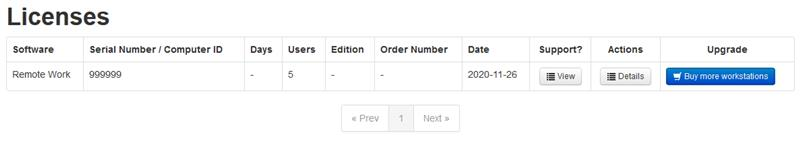 Licenses
Software Serial Number / Computer ID Days Users Edition Order Number Date Support? Actions Upgrade
Remote Work 999999 - 5 - - 2020-11-26 View Details Buy more workstations
« Prev 1 Next »